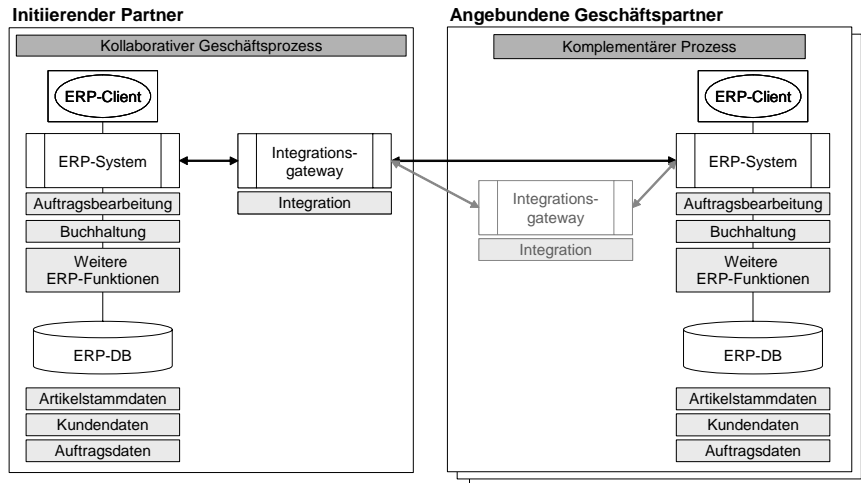 Initiierender Partner
Kollaborativer Geschäftsprozess
ERP-Client
ERP-System
Auftragsbearbeitung
Buchhaltung
Weitere
ERP-Funktionen
ERP-DB
Artikelstammdaten
Kundendaten
Auftragsdaten
Integrations-
gateway
Integration
Angebundene Geschäftspartner
Komplementärer Prozess
Integrations-
gateway
Integration
ERP-Client
ERP-System
Auftragsbearbeitung
Buchhaltung
Weitere
ERP-Funktionen
ERP-DB
Artikelstammdaten
Kundendaten
Auftragsdaten